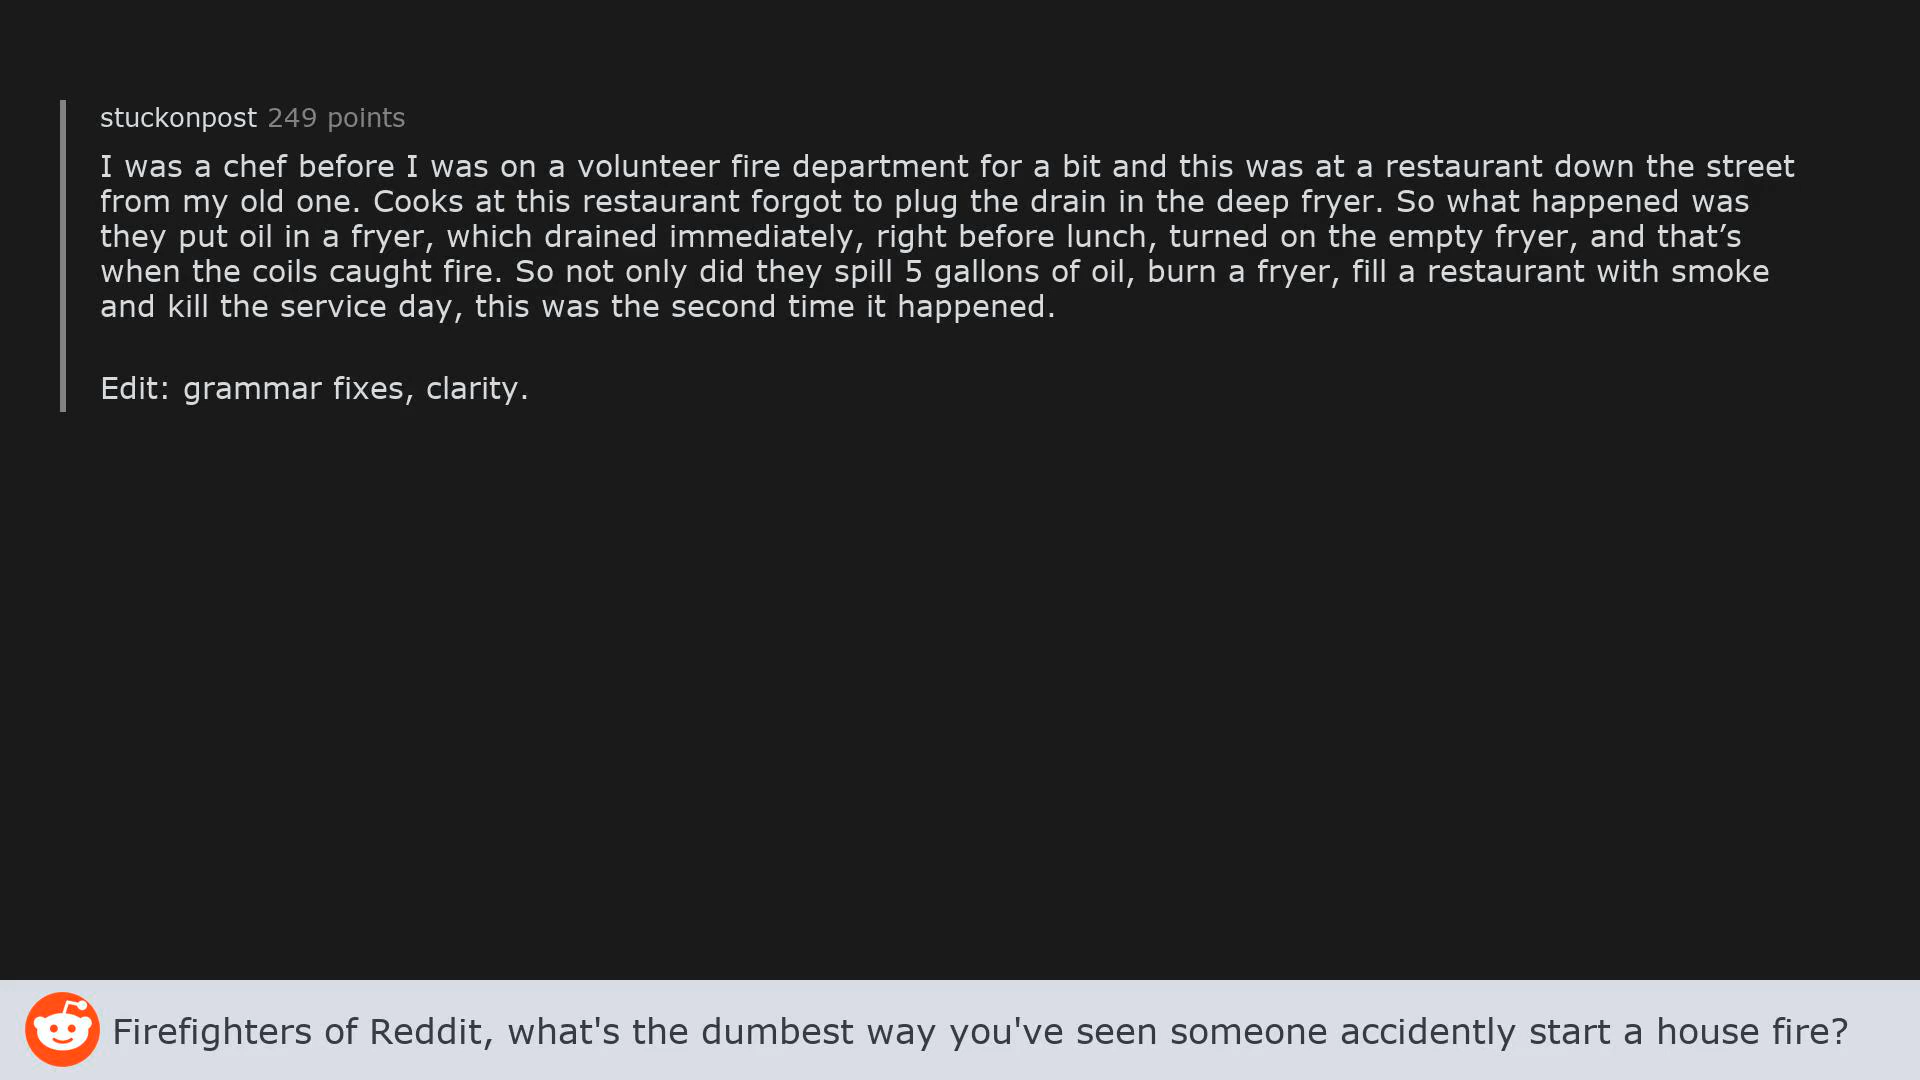 stuckonpost 249 points
I was a chef before I was on a volunteer fire department for a bit and this was at a restaurant down the street
from my old one. Cooks at this restaurant forgot to plug the drain in the deep fryer. So what happened was
they put oil in a fryer, which drained immediately, right before lunch, turned on the empty fryer, and that’s
when the coils caught fire. So not only did they spill 5 gallons of oil, burn a fryer, fill a restaurant with smoke
and kill the service day, this was the second time it happened.
Edit: grammar fixes, clarity.
Firefighters of Reddit, what's the dumbest way you've seen someone accidently start a house fire?